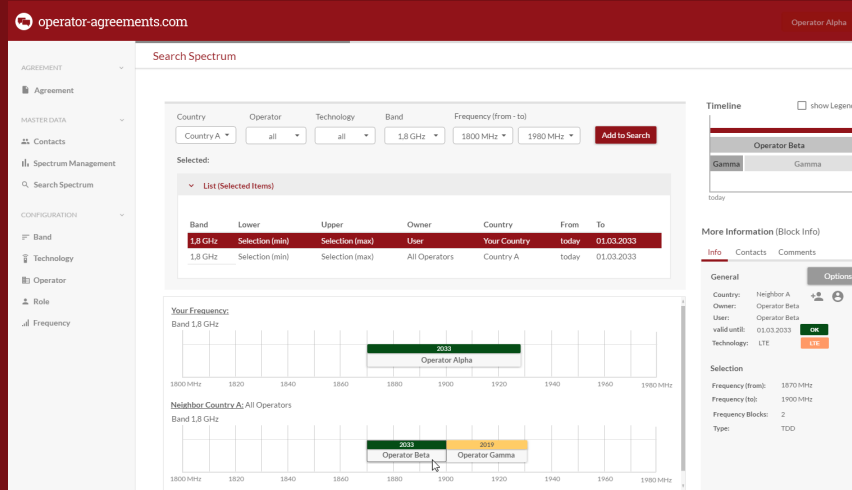 operator-agreements.com
Operator Alpha
Search Spectrum
AGREEMENT
Agreement
MASTER DATA
Contacts
Spectrum Management
Search Spectrum
CONFIGURATION
Band
Technology
Operator
Role
Frequency
Country Operator Technology Band Frequency (from - to)
Country A all all 1,8 GHz 1800 MHz 1980 MHz Add to Search
Selected:
List (Selected Items)
Band Lower Upper Owner Country From To
1,8 GHz Selection (min) Selection (max) User Your Country today 01.03.2033
1,8 GHz Selection (min) Selection (max) All Operators Country A today 01.03.2033
Your Frequency:
Band 1,8 GHz
2033
Operator Alpha
1800 MHz 1820 1840 1860 1880 1900 1920 1940 1960 1980 MHz
Neighbor Country A: All Operators
Band 1,8 GHz
2033 2019
Operator Beta Operator Gamma
1800 MHz 1820 1840 1860 1880 1900 1920 1940 1960 1980 MHz
Timeline show Legen
Operator Beta
Gamma Gamma
today
More Information (Block Info)
Info Contacts Comments
General Options
Country: Neighbor A
Owner: Operator Beta
User: Operator Beta
valid until: 01.03.2033 OK
Technology: LTE LTE
Selection
Frequency (from): 1870 MHz
Frequency (to): 1900 MHz
Frequency Blocks: 2
Type: TDD